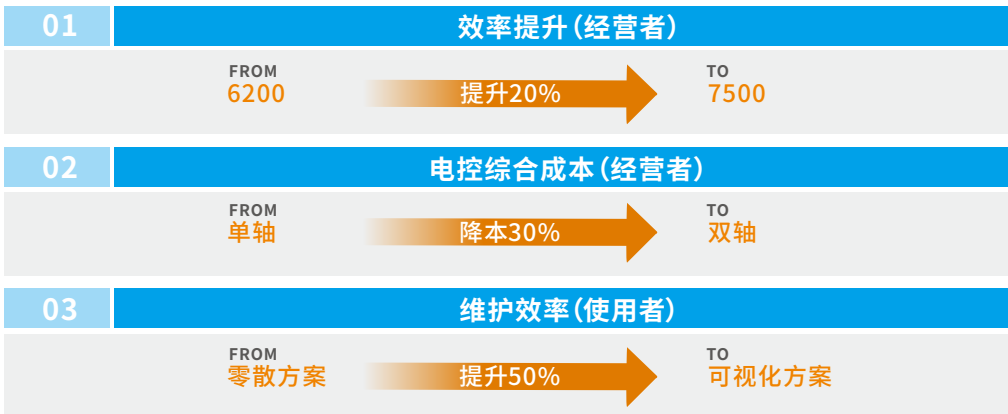 01
效率提升(经营者)
FROM
6200
提升20%
TO
7500
02
电控综合成本(经营者)
FROM
单轴
降本30%
TO
双轴
03
维护效率(使用者)
FROM
零散方案
提升50%
TO
可视化方案